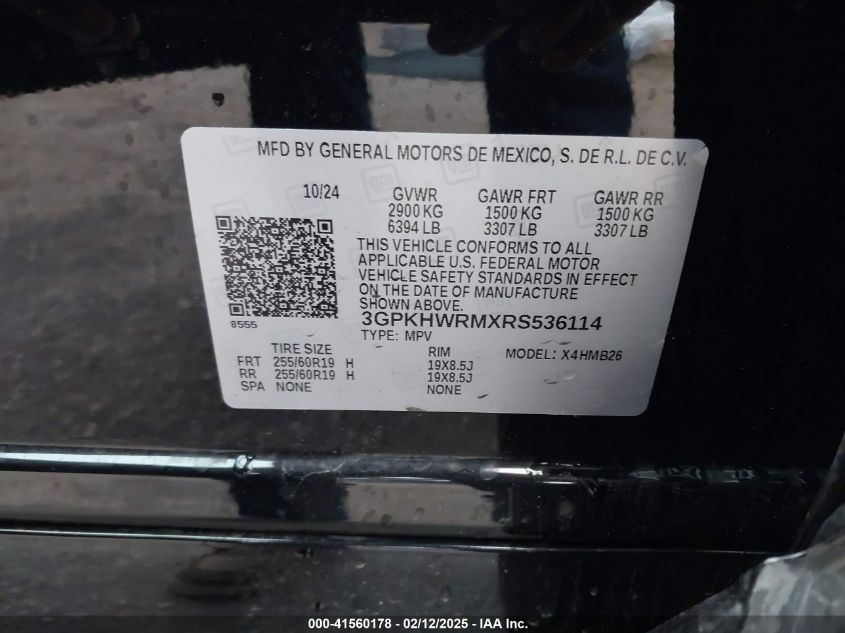 MFD BY GENERAL MOTORS DE MEXICO, S. DE R.L. DE C.V.
10/24
GVWR GAWR FRT GAWR RR
2900 KG 1500 KG 1500 KG
6394 LB 3307 LB 3307 LB
THIS VEHICLE CONFORMS TO ALL
APPLICABLE U.S. FEDERAL MOTOR
VEHICLE SAFETY STANDARDS IN EFFECT
ON THE DATE OF MANUFACTURE
SHOWN ABOVE.
8555
3GPKHWRMXRS536114
TYPE: MPV
TIRE SIZE RIM MODEL: X4HMB26
FRT 255/60R19 H 19X8.5J
RR 255/60R19 H 19X8.5J
SPA NONE NONE
000-41560178 - 02/12/2025 - IMX-R.